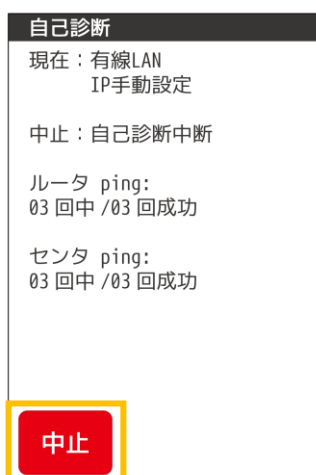 自己診断
現在：有線LAN
IP手動設定
中止：自己診断中断
ルータ ping:
03 回中 /03 回成功
センタ ping:
03 回中 /03 回成功
中止